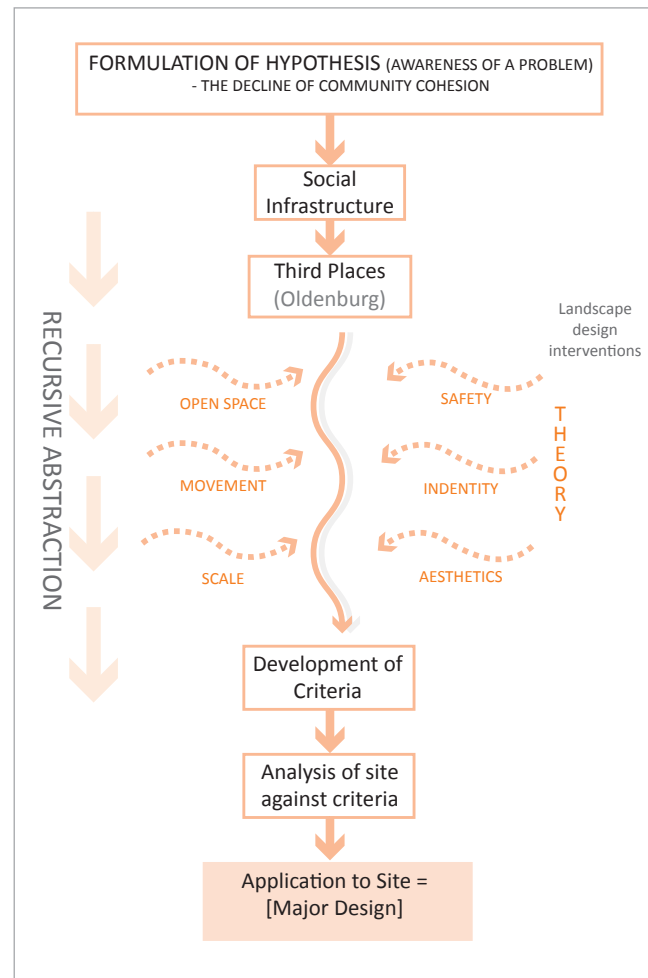 FORMULATION OF HYPOTHESIS (AWARENESS OF A PROBLEM)
- THE DECLINE OF COMMUNITY COHESION
Social
Infrastructure
Third Places
(Oldenburg)
RECURSIVE ABSTRACTION
Landscape
design
interventions
THEORY
OPEN SPACE
SAFETY
MOVEMENT
INDENTITY
SCALE
AESTHETICS
Development of
Criteria
Analysis of site
against criteria
Application to Site =
[Major Design]